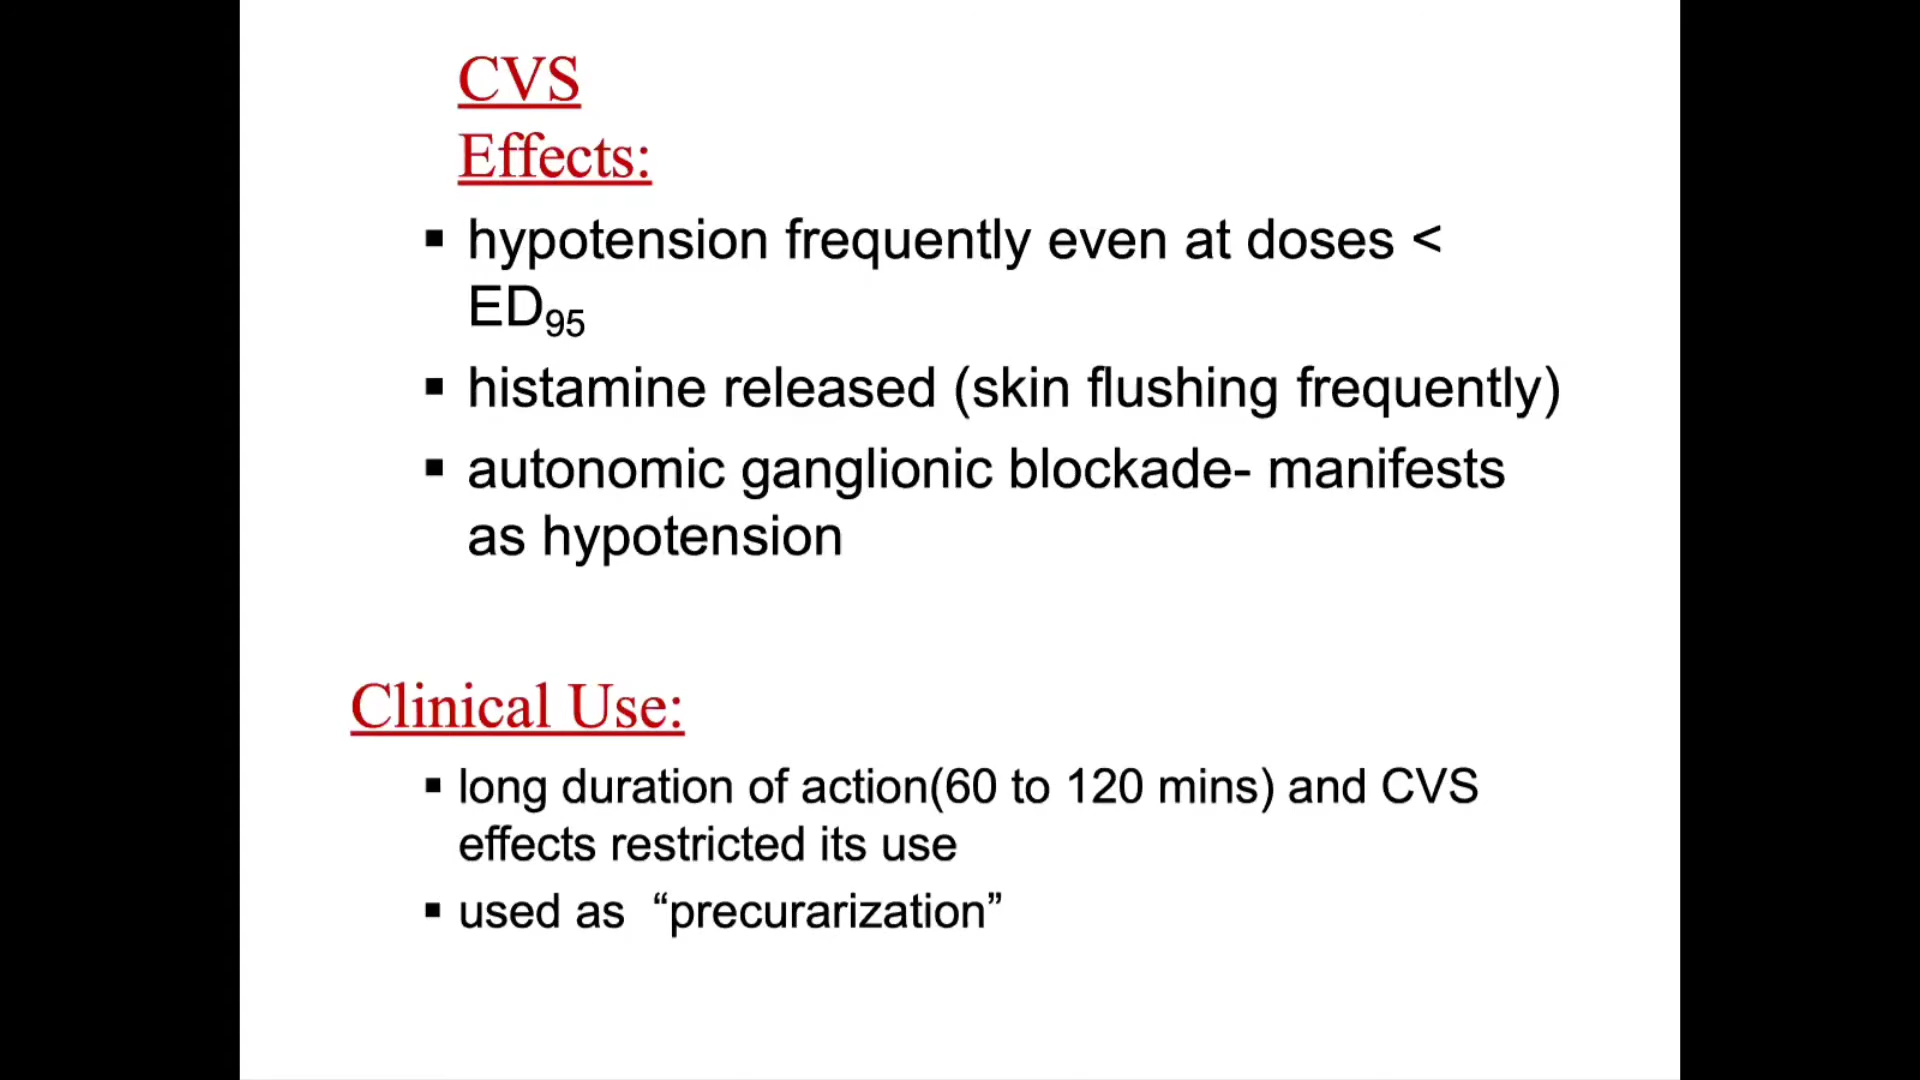 CVS
Effects:
▪ hypotension frequently even at doses <
ED₉₅
▪ histamine released (skin flushing frequently)
▪ autonomic ganglionic blockade- manifests
as hypotension
Clinical Use:
▪ long duration of action(60 to 120 mins) and CVS
effects restricted its use
▪ used as “precurarization”